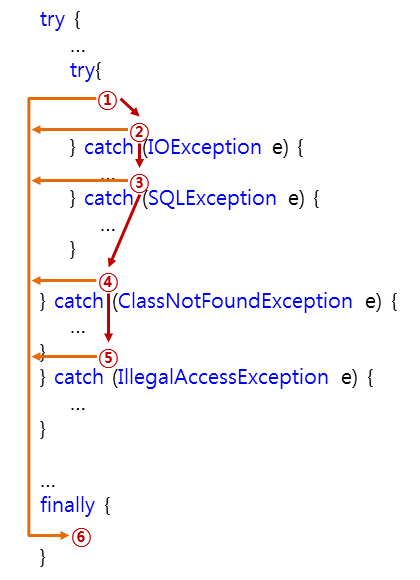 try {
...
try{
①
②
} catch (IOException e) {
...
③
} catch (SQLException e) {
...
}
④
} catch (ClassNotFoundException e) {
...
}
⑤
} catch (IllegalAccessException e) {
...
}
...
finally {
⑥
}